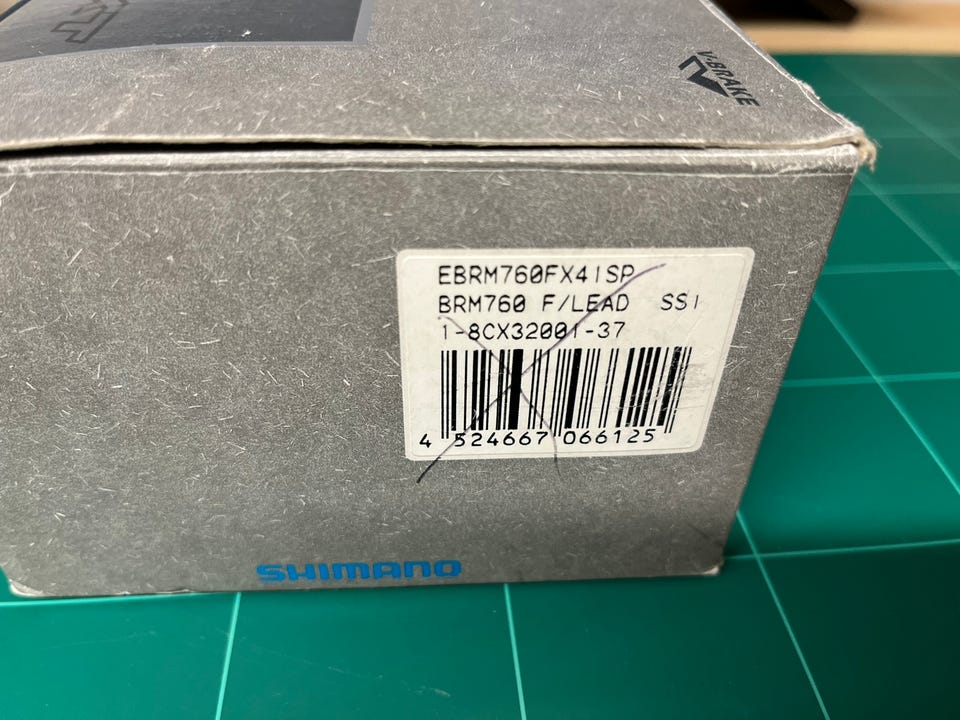 V-BRAKE
EBRM760FX41SP
BRM760 F/LEAD SS1
1-8CX32001-37
4 524667 066125
SHIMANO